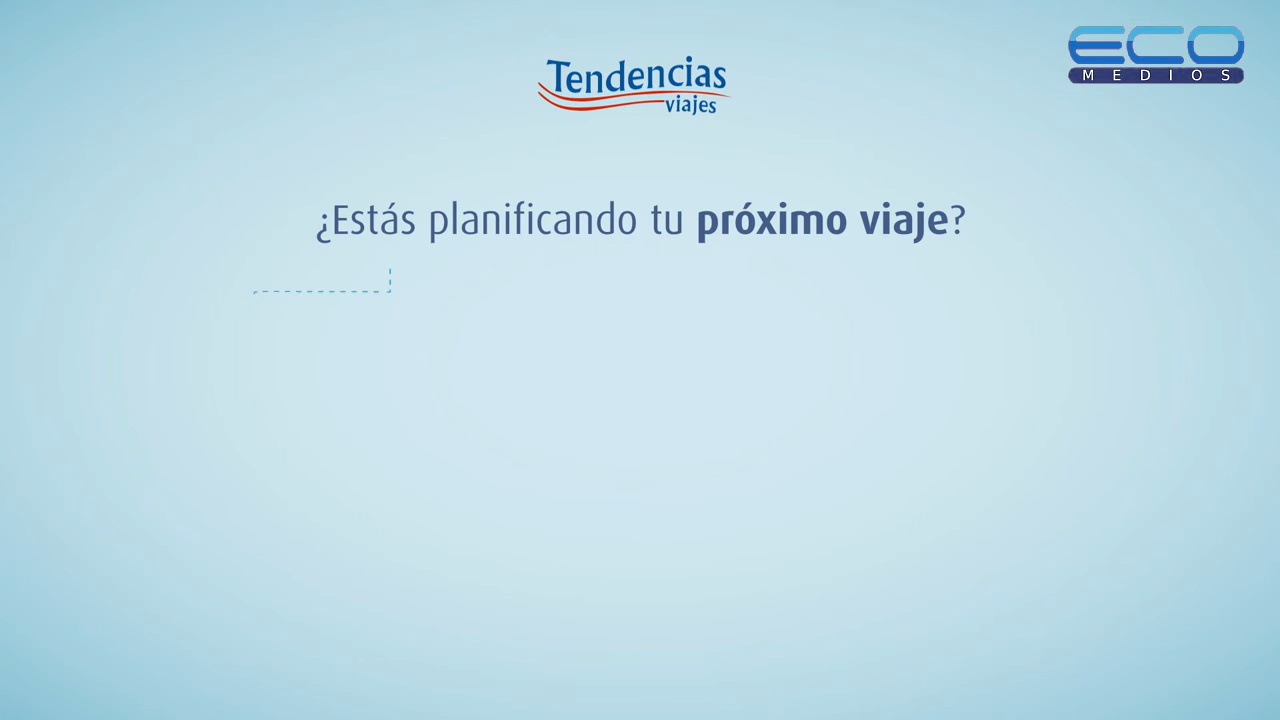 ECO
MEDIOS
Tendencias
viajes
¿Estás planificando tu próximo viaje?